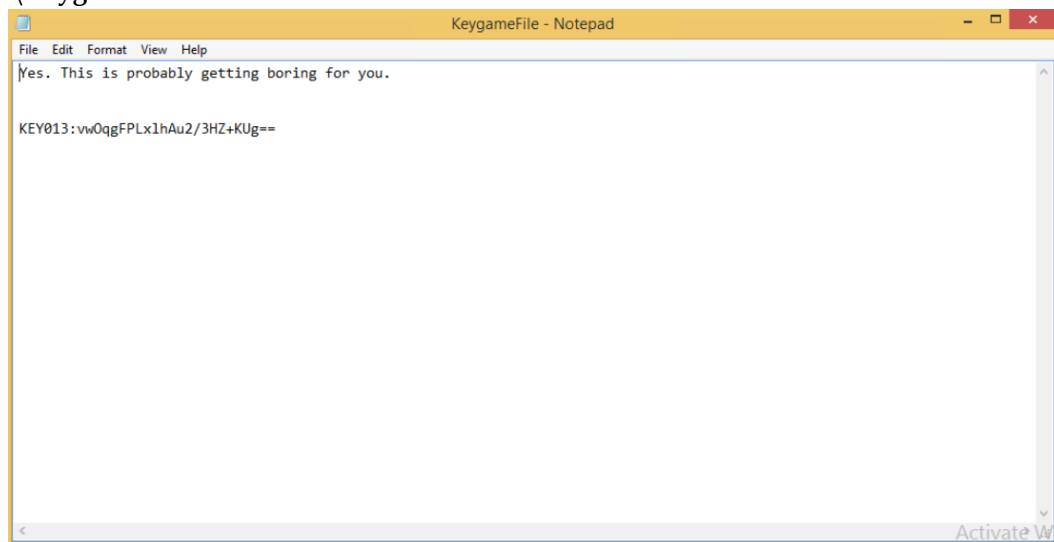 KeygameFile - Notepad
File Edit Format View Help
Yes. This is probably getting boring for you.
KEY013:vwOqgFPLxlhAu2/3HZ+KUg==
Activate W